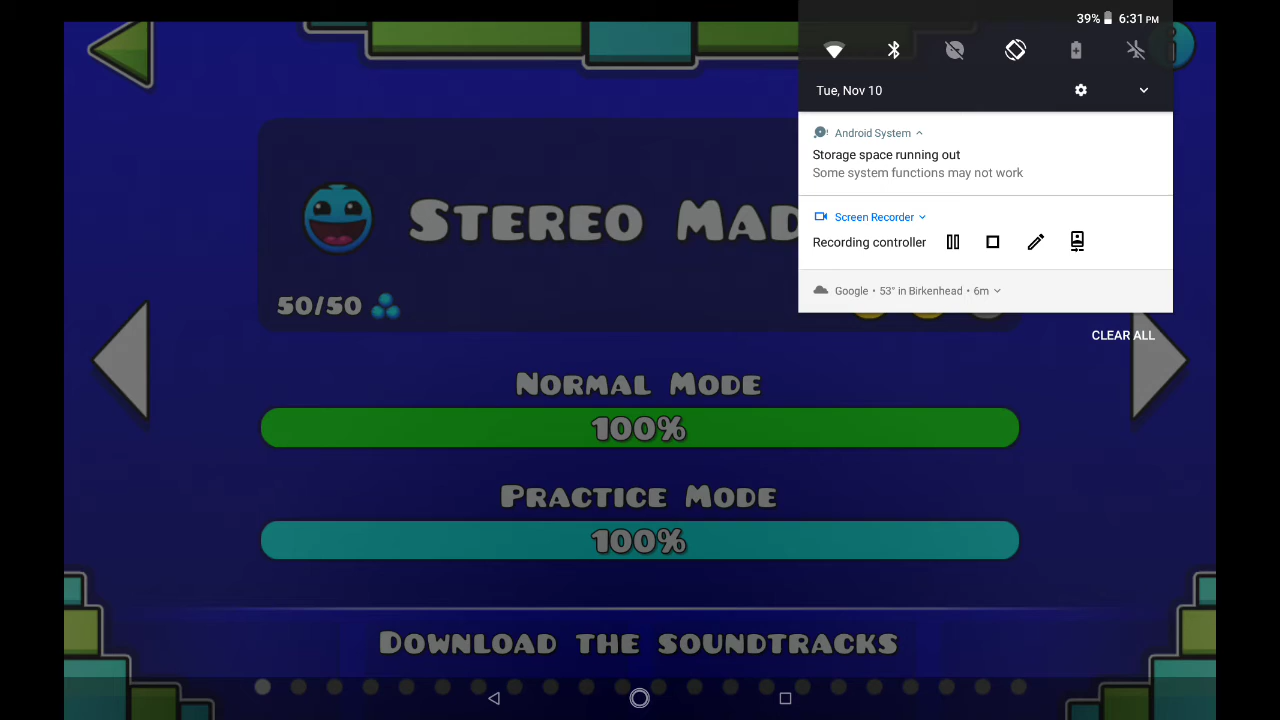 39% 6:31 PM
Tue, Nov 10
Android System
Storage space running out
Some system functions may not work
Screen Recorder
Recording controller
Google • 53° in Birkenhead • 6m
CLEAR ALL
STEREO MAD
50/50
NORMAL MODE
100%
PRACTICE MODE
100%
DOWNLOAD THE SOUNDTRACKS